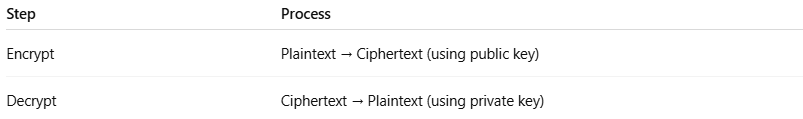 Step Process
Encrypt Plaintext → Ciphertext (using public key)
Decrypt Ciphertext → Plaintext (using private key)